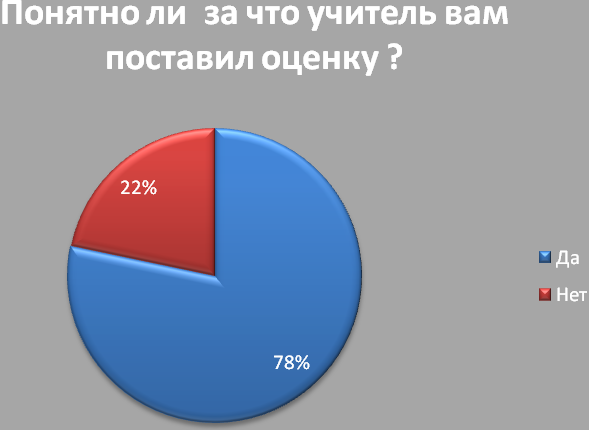 Понятно ли за что учитель вам
поставил оценку ?
22%
Да
Нет
78%